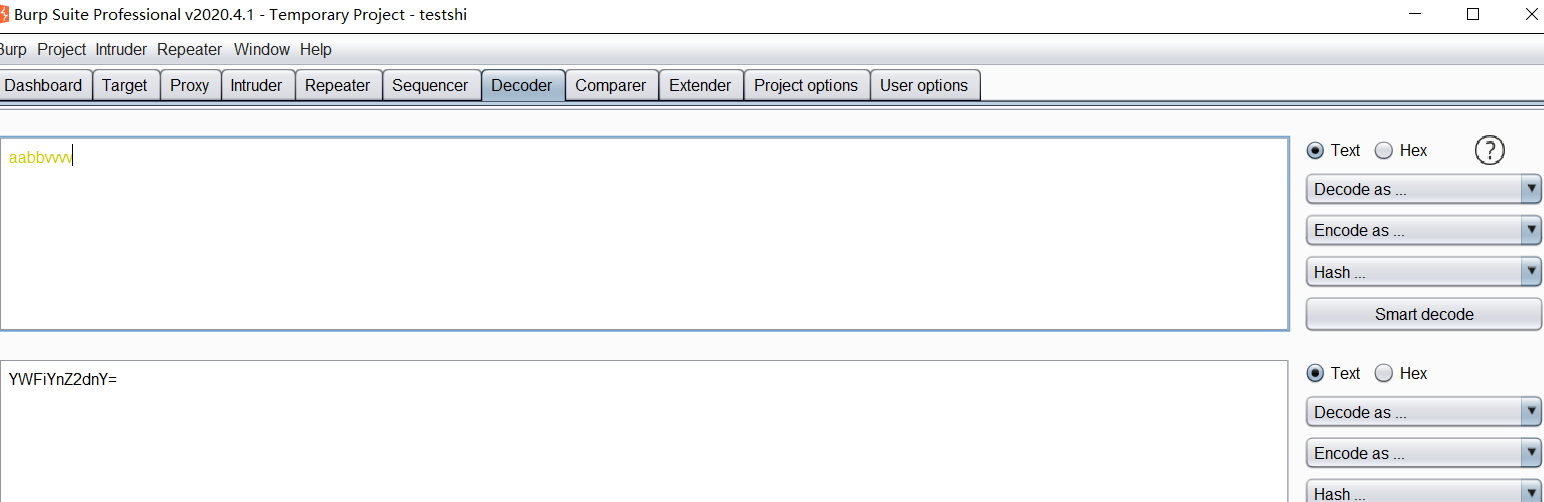 Burp Suite Professional v2020.4.1 - Temporary Project - testshi
Burp Project Intruder Repeater Window Help
Dashboard Target Proxy Intruder Repeater Sequencer Decoder Comparer Extender Project options User options
aabbvvvv
Text Hex ?
Decode as ...
Encode as ...
Hash ...
Smart decode
YWFiYnZ2dnY=
Text Hex
Decode as ...
Encode as ...
Hash ...